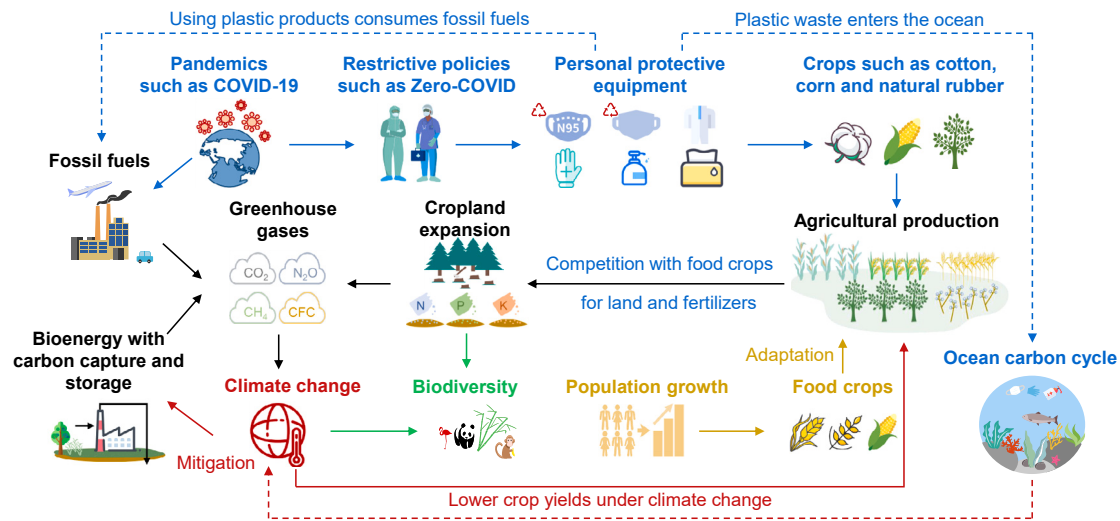 Using plastic products consumes fossil fuels
Plastic waste enters the ocean
Pandemics
such as COVID-19
Restrictive policies
such as Zero-COVID
Personal protective
equipment
Crops such as cotton,
corn and natural rubber
N95
Fossil fuels
Greenhouse
gases
Cropland
expansion
Agricultural production
CO₂
N₂O
CH₄
CFC
N
P
K
Competition with food crops
for land and fertilizers
Bioenergy with
carbon capture and
storage
Adaptation
Ocean carbon cycle
Climate change
Biodiversity
Population growth
Food crops
Mitigation
Lower crop yields under climate change